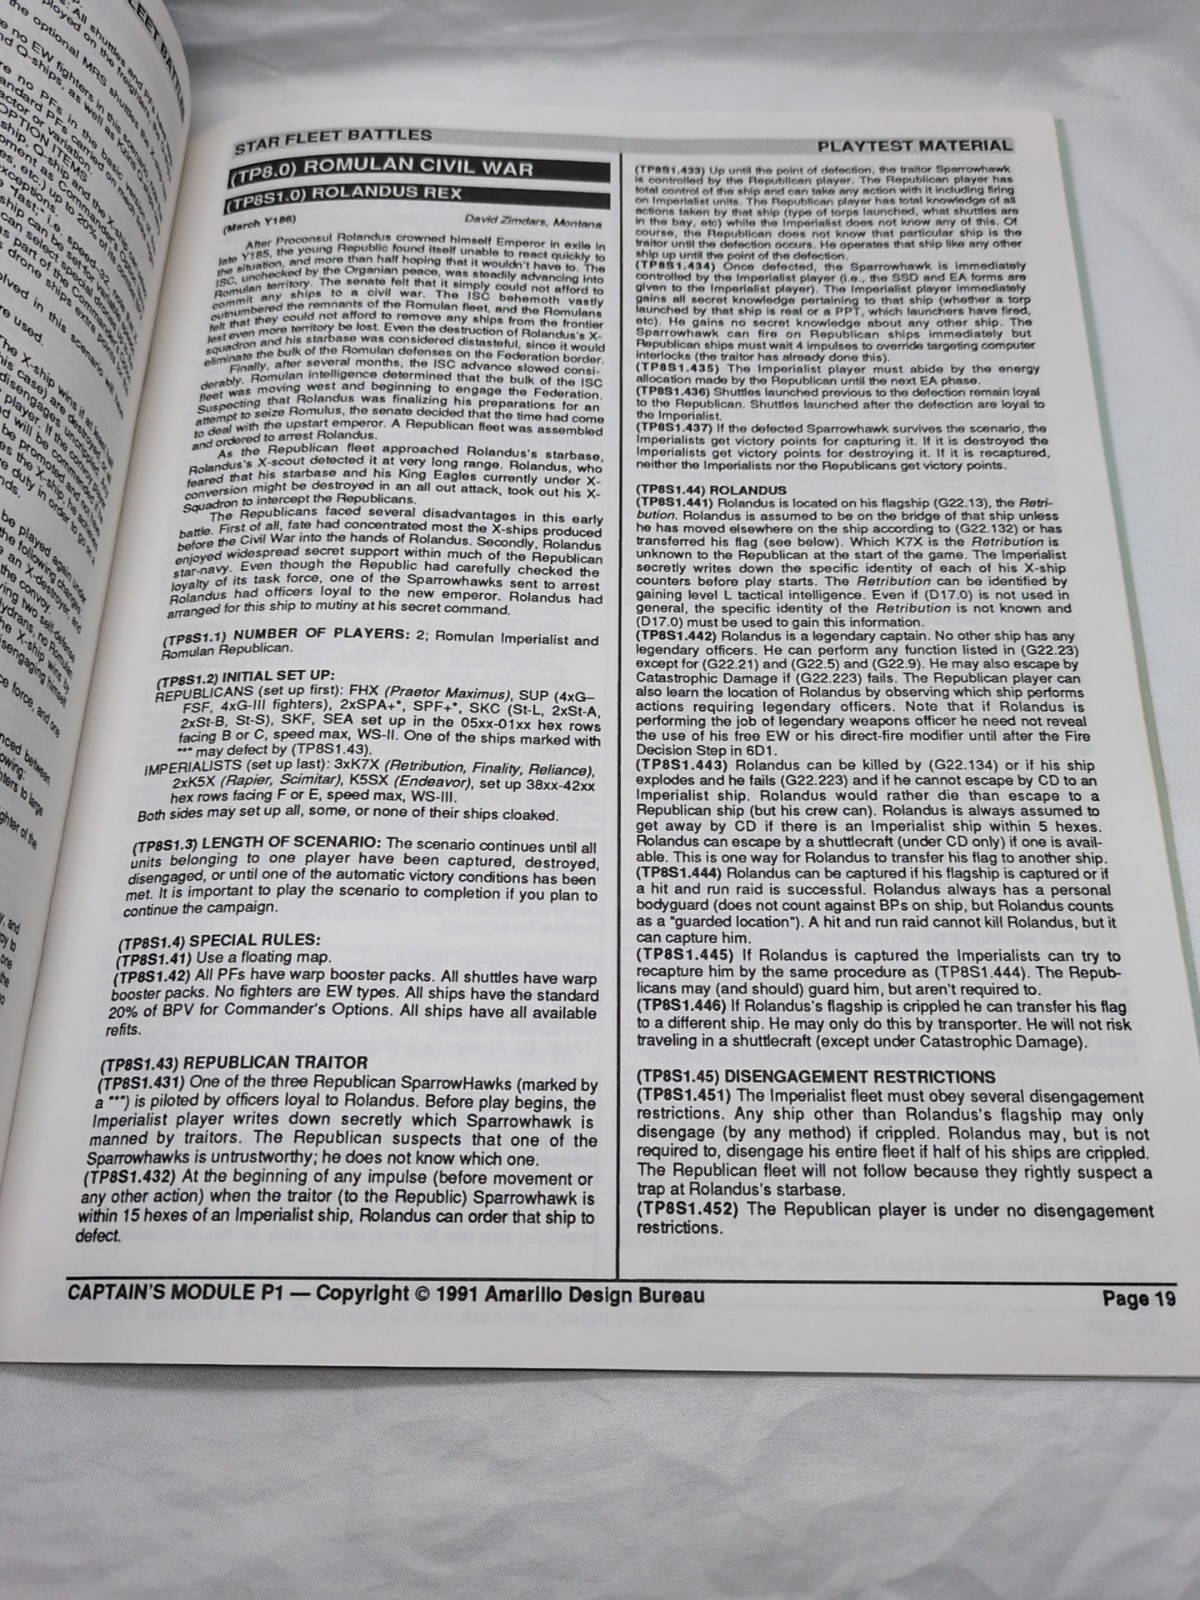 STAR FLEET BATTLES
PLAYTEST MATERIAL
(TP8.0) ROMULAN CIVIL WAR
(TP8S1.0) ROLANDUS REX
(March Y186)
David Zimdars, Montana
After Proconsul Rolandus crowned himself Emperor in exile in
late Y185, the young Republic found itself unable to react quickly to
the situation, and more than half hoping that it wouldn't have to. The
ISC, unchecked by the Organian peace, was steadily advancing into
Romulan territory. The senate felt that it simply could not afford to
commit any ships to a civil war. The ISC behemoth vastly
outnumbered the remnants of the Romulan fleet, and the Romulans
felt that they could not afford to remove any ships from the frontier
lest even more territory be lost. Even the destruction of Rolandus's X-
squadron and his starbase was considered distasteful, since it would
eliminate the bulk of the Romulan defenses on the Federation border.
Finally, after several months, the ISC advance slowed consi-
derably. Romulan intelligence determined that the bulk of the ISC
fleet was moving west and beginning to engage the Federation.
Suspecting that Rolandus was finalizing his preparations for an
attempt to seize Romulus, the senate decided that the time had come
to deal with the upstart emperor. A Republican fleet was assembled
and ordered to arrest Rolandus.
As the Republican fleet approached Rolandus's starbase,
Rolandus's X-scout detected it at very long range. Rolandus, who
feared that his starbase and his King Eagles currently under X-
conversion might be destroyed in an all out attack, took out his X-
Squadron to intercept the Republicans.
The Republicans faced several disadvantages in this early
battle. First of all, fate had concentrated most the X-ships produced
before the Civil War into the hands of Rolandus. Secondly, Rolandus
enjoyed widespread secret support within much of the Republican
star-navy. Even though the Republic had carefully checked the
loyalty of its task force, one of the Sparrowhawks sent to arrest
Rolandus had officers loyal to the new emperor. Rolandus had
arranged for this ship to mutiny at his secret command.
(TP8S1.1) NUMBER OF PLAYERS: 2; Romulan Imperialist and
Romulan Republican.
(TP8S1.2) INITIAL SET UP:
REPUBLICANS (set up first): FHX (Praetor Maximus), SUP (4xG–
FSF, 4xG-III fighters), 2xSPA+*, SPF+*, SKC (St-L, 2xSt-A,
2xSt-B, St-S), SKF, SEA set up in the 05xx-01xx hex rows
facing B or C, speed max, WS-II. One of the ships marked with
"*" may defect by (TP8S1.43).
IMPERIALISTS (set up last): 3xK7X (Retribution, Finality, Reliance),
2xK5X (Rapier, Scimitar), K5SX (Endeavor), set up 38xx-42xx
hex rows facing F or E, speed max, WS-III.
Both sides may set up all, some, or none of their ships cloaked.
(TP8S1.3) LENGTH OF SCENARIO: The scenario continues until all
units belonging to one player have been captured, destroyed,
disengaged, or until one of the automatic victory conditions has been
met. It is important to play the scenario to completion if you plan to
continue the campaign.
(TP8S1.4) SPECIAL RULES:
(TP8S1.41) Use a floating map.
(TP8S1.42) All PFs have warp booster packs. All shuttles have warp
booster packs. No fighters are EW types. All ships have the standard
20% of BPV for Commander's Options. All ships have all available
refits.
(TP8S1.43) REPUBLICAN TRAITOR
(TP8S1.431) One of the three Republican SparrowHawks (marked by
a "*") is piloted by officers loyal to Rolandus. Before play begins, the
Imperialist player writes down secretly which Sparrowhawk is
manned by traitors. The Republican suspects that one of the
Sparrowhawks is untrustworthy; he does not know which one.
(TP8S1.432) At the beginning of any impulse (before movement or
any other action) when the traitor (to the Republic) Sparrowhawk is
within 15 hexes of an Imperialist ship, Rolandus can order that ship to
defect.
(TP8S1.433) Up until the point of defection, the traitor Sparrowhawk
is controlled by the Republican player. The Republican player has
total control of the ship and can take any action with it including firing
on Imperialist units. The Republican player has total knowledge of all
actions taken by that ship (type of torps launched, what shuttles are
in the bay, etc) while the Imperialist does not know any of this. Of
course, the Republican does not know that particular ship is the
traitor until the defection occurs. He operates that ship like any other
ship up until the point of the defection.
(TP8S1.434) Once defected, the Sparrowhawk is immediately
controlled by the Imperialist player (i.e., the SSD and EA forms are
given to the Imperialist player). The Imperialist player immediately
gains all secret knowledge pertaining to that ship (whether a torp
launched by that ship is real or a PPT, which launchers have fired,
etc). He gains no secret knowledge about any other ship. The
Sparrowhawk can fire on Republican ships immediately but
Republican ships must wait 4 impulses to override targeting computer
interlocks (the traitor has already done this).
(TP8S1.435) The Imperialist player must abide by the energy
allocation made by the Republican until the next EA phase.
(TP8S1.436) Shuttles launched previous to the defection remain loyal
to the Republican. Shuttles launched after the defection are loyal to
the Imperialist.
(TP8S1.437) If the defected Sparrowhawk survives the scenario, the
Imperialists get victory points for capturing it. If it is destroyed the
Imperialists get victory points for destroying it. If it is recaptured,
neither the Imperialists nor the Republicans get victory points.
(TP8S1.44) ROLANDUS
(TP8S1.441) Rolandus is located on his flagship (G22.13), the Retri-
bution. Rolandus is assumed to be on the bridge of that ship unless
he has moved elsewhere on the ship according to (G22.132) or has
transferred his flag (see below). Which K7X is the Retribution is
unknown to the Republican at the start of the game. The Imperialist
secretly writes down the specific identity of each of his X-ship
counters before play starts. The Retribution can be identified by
gaining level L tactical intelligence. Even if (D17.0) is not used in
general, the specific identity of the Retribution is not known and
(D17.0) must be used to gain this information.
(TP8S1.442) Rolandus is a legendary captain. No other ship has any
legendary officers. He can perform any function listed in (G22.23)
except for (G22.21) and (G22.5) and (G22.9). He may also escape by
Catastrophic Damage if (G22.223) fails. The Republican player can
also learn the location of Rolandus by observing which ship performs
actions requiring legendary officers. Note that if Rolandus is
performing the job of legendary weapons officer he need not reveal
the use of his free EW or his direct-fire modifier until after the Fire
Decision Step in 6D1.
(TP8S1.443) Rolandus can be killed by (G22.134) or if his ship
explodes and he fails (G22.223) and if he cannot escape by CD to an
Imperialist ship. Rolandus would rather die than escape to a
Republican ship (but his crew can). Rolandus is always assumed to
get away by CD if there is an Imperialist ship within 5 hexes.
Rolandus can escape by a shuttlecraft (under CD only) if one is avail-
able. This is one way for Rolandus to transfer his flag to another ship.
(TP8S1.444) Rolandus can be captured if his flagship is captured or if
a hit and run raid is successful. Rolandus always has a personal
bodyguard (does not count against BPs on ship, but Rolandus counts
as a "guarded location"). A hit and run raid cannot kill Rolandus, but it
can capture him.
(TP8S1.445) If Rolandus is captured the Imperialists can try to
recapture him by the same procedure as (TP8S1.444). The Repub-
licans may (and should) guard him, but aren't required to.
(TP8S1.446) If Rolandus's flagship is crippled he can transfer his flag
to a different ship. He may only do this by transporter. He will not risk
traveling in a shuttlecraft (except under Catastrophic Damage).
(TP8S1.45) DISENGAGEMENT RESTRICTIONS
(TP8S1.451) The Imperialist fleet must obey several disengagement
restrictions. Any ship other than Rolandus's flagship may only
disengage (by any method) if crippled. Rolandus may, but is not
required to, disengage his entire fleet if half of his ships are crippled.
The Republican fleet will not follow because they rightly suspect a
trap at Rolandus's starbase.
(TP8S1.452) The Republican player is under no disengagement
restrictions.
CAPTAIN'S MODULE P1 — Copyright © 1991 Amarillo Design Bureau
Page 19